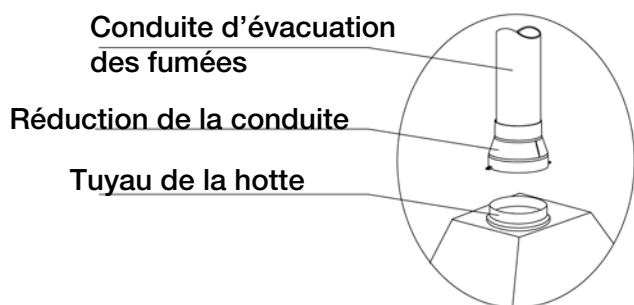 Conduite d’évacuation
des fumées
Réduction de la conduite
Tuyau de la hotte